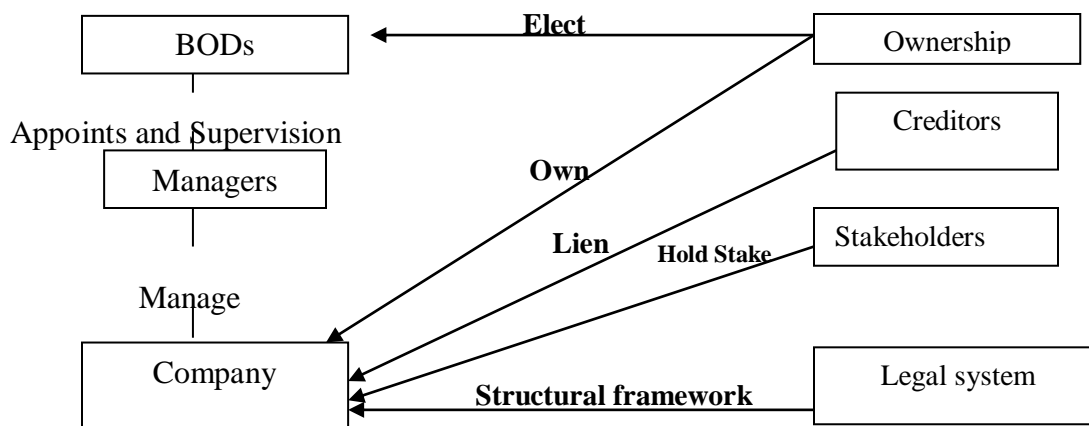 Elect
BODs
Ownership
Creditors
Appoints and Supervision
Managers
Own
Lien
Hold Stake
Stakeholders
Manage
Company
Legal system
Structural framework